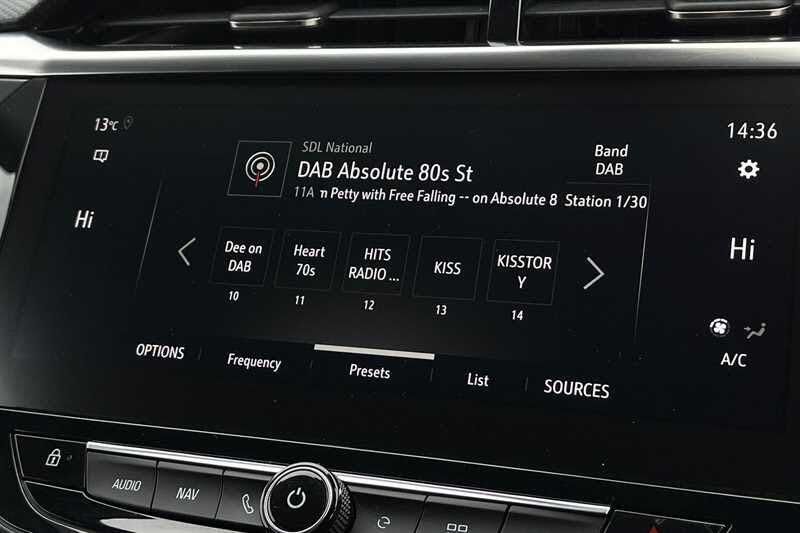 13°C
14:36
SDL National
DAB Absolute 80s St
11A n Petty with Free Falling -- on Absolute 8
Band
DAB
Station 1/30
Hi
Hi
Dee on
DAB
10
Heart
70s
11
HITS
RADIO ...
12
KISS
13
KISSTOR
Y
14
A/C
OPTIONS
Frequency
Presets
List
SOURCES
AUDIO
NAV